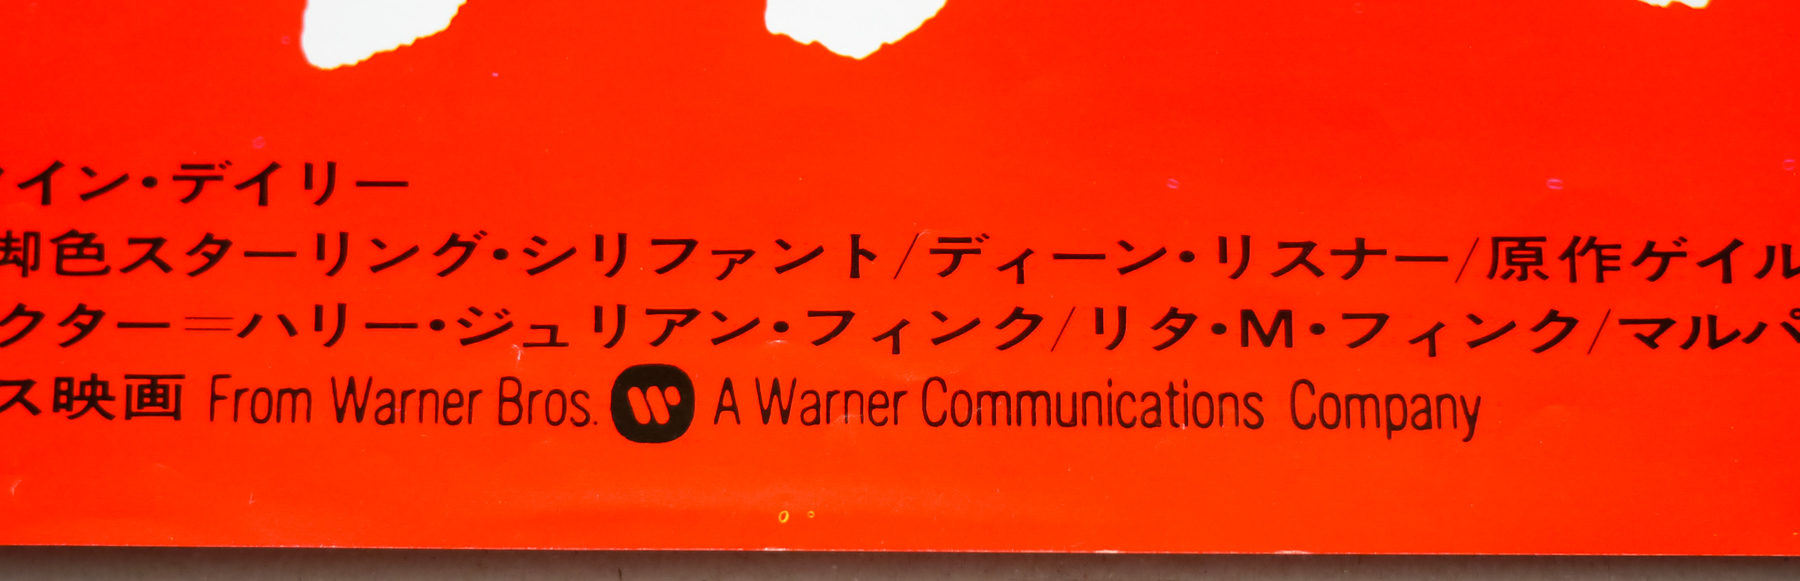 イン・デイリー
却色スターリング・シリファント/ディーン・リスナー/原作ゲイル
クター=ハリー・ジュリアン・フィンク/リタ・M・フィンク/マルパ
ス映画 From Warner Bros. A Warner Communications Company